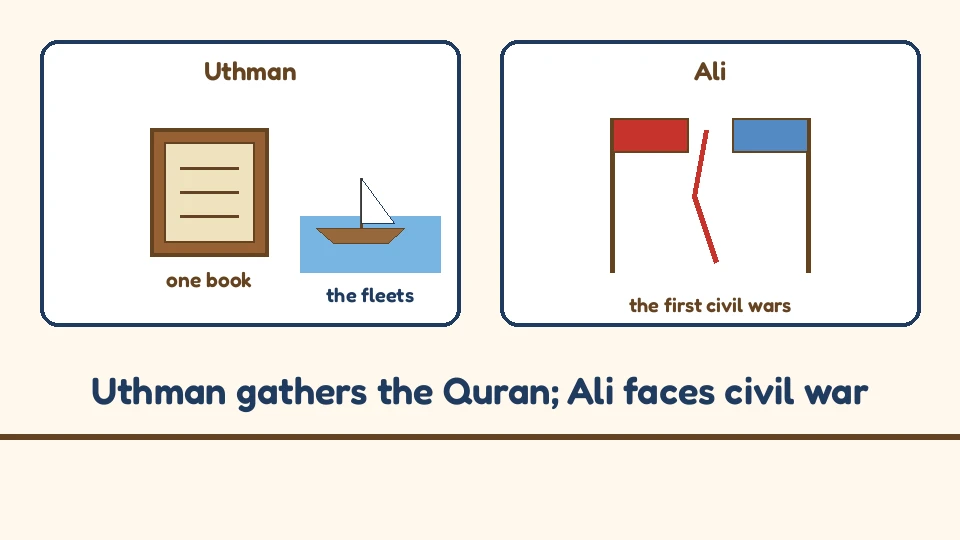 Uthman
one book
the fleets
Ali
the first civil wars
Uthman gathers the Quran; Ali faces civil war